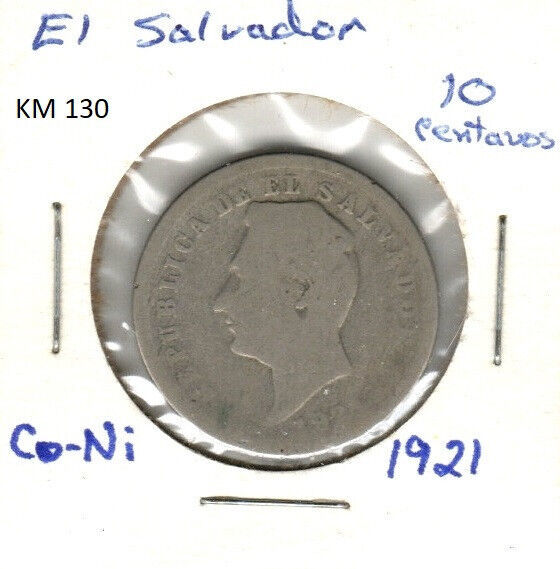 El Salvador
KM 130
10
centavos
REPUBLICA DE EL SALVADOR
Co-Ni
1921